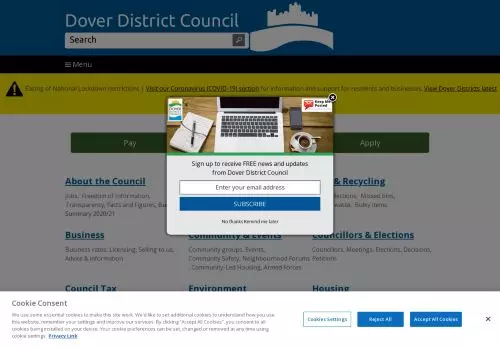 Dover District Council
Search
Menu
Easing of National Lockdown restrictions | Visit our Coronavirus (COVID-19) section for information and support for residents and businesses. View Dover Districts latest
Keep Me
Posted
Pay
Apply
Sign up to receive FREE news and updates
from Dover District Council
Enter your email address
SUBSCRIBE
No thanks Remind me later
About the Council
Jobs, Freedom of Information,
Transparency, Facts and Figures,
Summary 2020/21
& Recycling
Missed bins,
Bulky items
Business
Business rates, Licensing, Selling to us,
Advice & Information
Community & Events
Community groups, Events,
Community Safety, Neighbourhood Forums
, Community-Led Housing, Armed Forces
Councillors & Elections
Councillors, Meetings, Elections, Decisions,
Petitions
Council Tax
Environment
Housing
Cookie Consent
We use some essential cookies to make this site work. We'd like to set additional cookies to understand how you use
this website, remember your settings and improve our services. By clicking "Accept All Cookies", you consent to all
cookies being installed on your device. Your cookie preferences can be set, changed or removed at any time using
cookie settings. Privacy Link
Cookies Settings
Reject All
Accept All Cookies